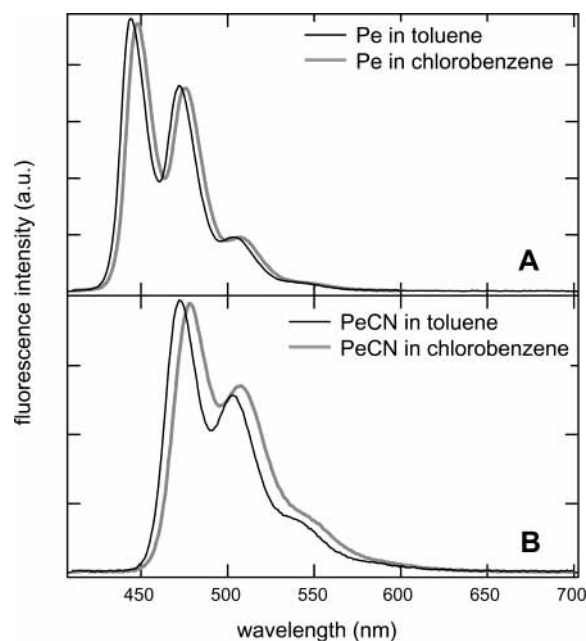 Pe in toluene
Pe in chlorobenzene
A
PeCN in toluene
PeCN in chlorobenzene
B
fluorescence intensity (a.u.)
450 500 550 600 650 700
wavelength (nm)